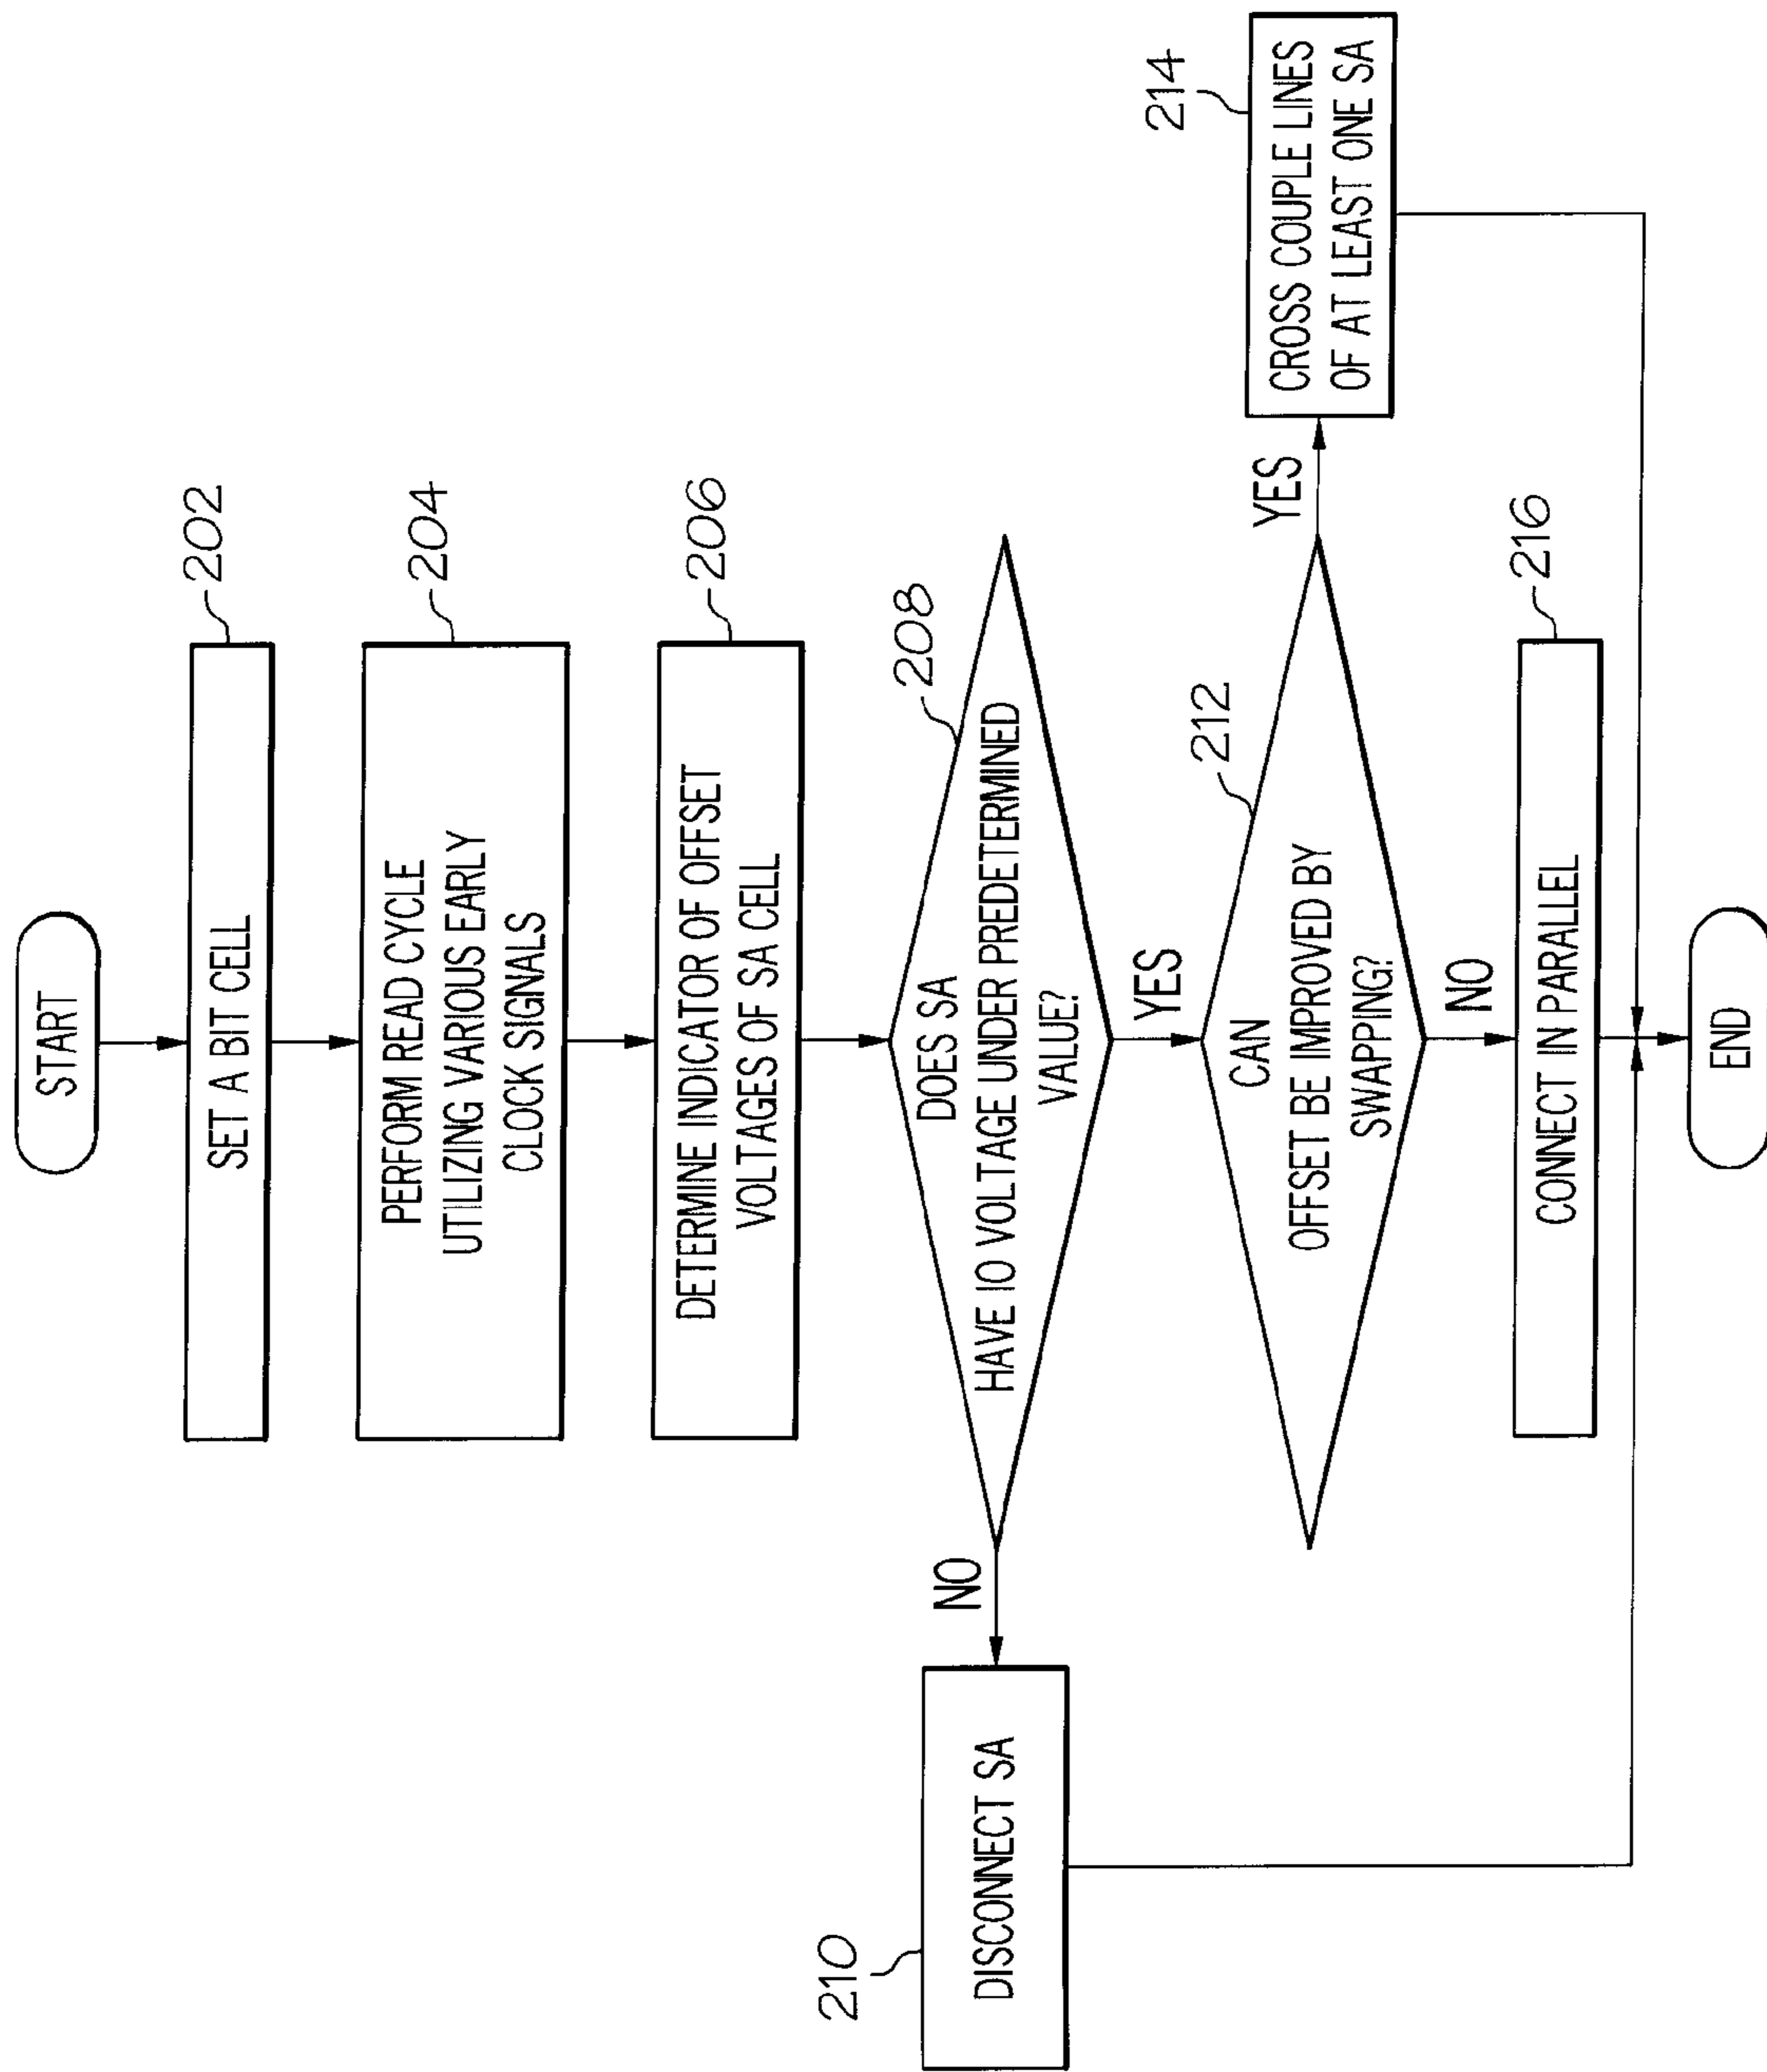 START
SET A BIT CELL
202
PERFORM READ CYCLE
UTILIZING VARIOUS EARLY
CLOCK SIGNALS
204
DETERMINE INDICATOR OF OFFSET
VOLTAGES OF SA CELL
206
DOES SA
HAVE IO VOLTAGE UNDER PREDETERMINED
VALUE?
208
NO
DISCONNECT SA
210
YES
CAN
OFFSET BE IMPROVED BY
SWAPPING?
212
YES
CROSS COUPLE LINES
OF AT LEAST ONE SA
214
NO
CONNECT IN PARALLEL
216
END